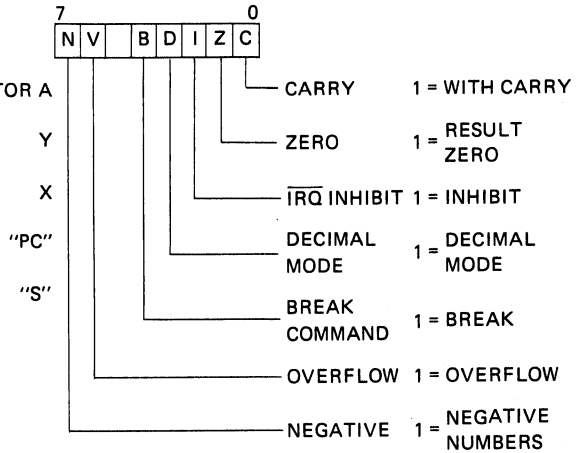 7 0
N V B D I Z C
TOR A
CARRY 1 = WITH CARRY
Y
ZERO 1 = RESULT ZERO
X
IRQ INHIBIT 1 = INHIBIT
"PC"
DECIMAL MODE 1 = DECIMAL MODE
"S"
BREAK COMMAND 1 = BREAK
OVERFLOW 1 = OVERFLOW
NEGATIVE 1 = NEGATIVE NUMBERS